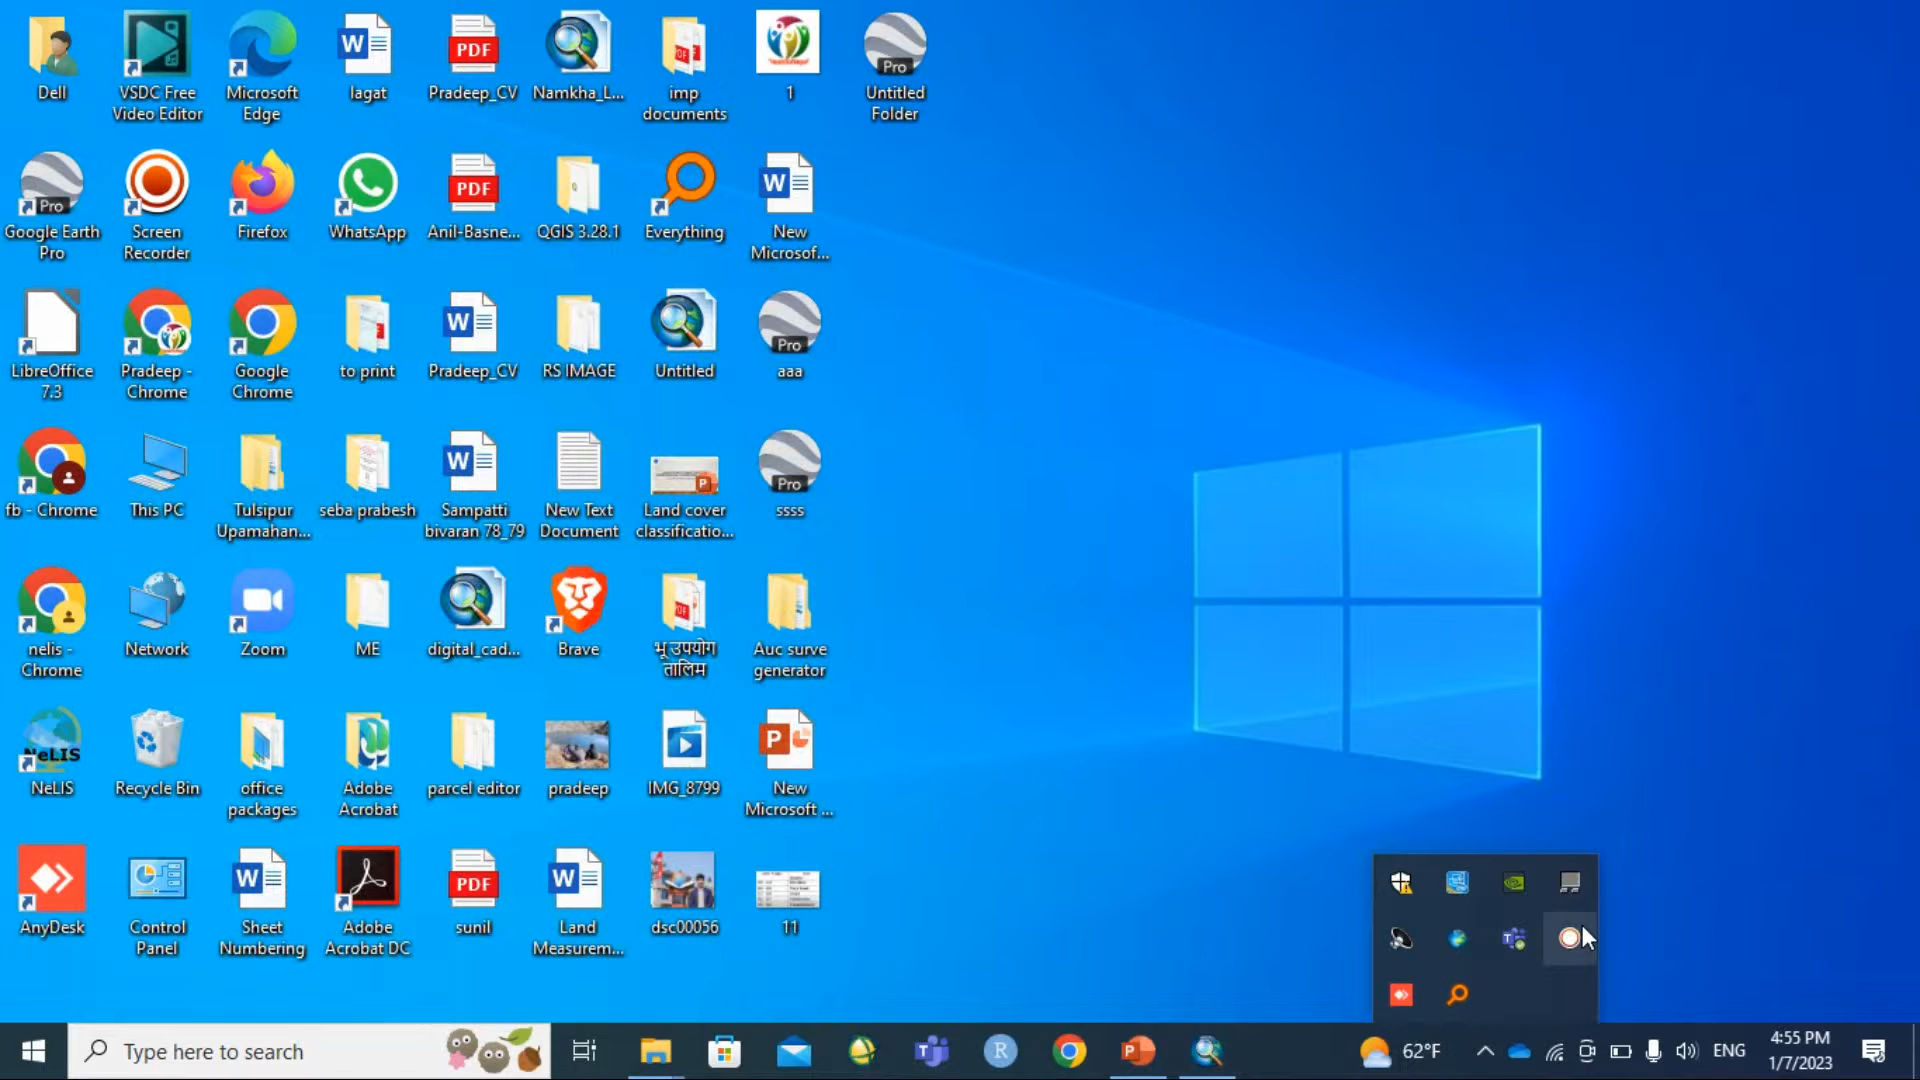 Dell
VSDC Free
Video Editor
Microsoft
Edge
lagat
Pradeep_CV
Namkha_L...
imp
documents
1
Pro
Untitled
Folder
Pro
Google Earth
Pro
Screen
Recorder
Firefox
WhatsApp
Anil-Basne...
QGIS 3.28.1
Everything
New
Microsof...
LibreOffice
7.3
Pradeep -
Chrome
Google
Chrome
to print
Pradeep_CV
RS IMAGE
Untitled
Pro
aaa
fb - Chrome
This PC
Tulsipur
Upamahan...
seba prabesh
Sampatti
bivaran 78_79
New Text
Document
Land cover
classificatio...
Pro
ssss
nelis -
Chrome
Network
Zoom
ME
digital_cad...
Brave
भू उपयोग
तालिम
Auc surve
generator
NeLIS
NeLIS
Recycle Bin
office
packages
Adobe
Acrobat
parcel editor
pradeep
IMG_8799
New
Microsoft ...
AnyDesk
Control
Panel
Sheet
Numbering
Adobe
Acrobat DC
PDF
sunil
Land
Measurem...
dsc00056
11
Type here to search
62°F
ENG
4:55 PM
1/7/2023